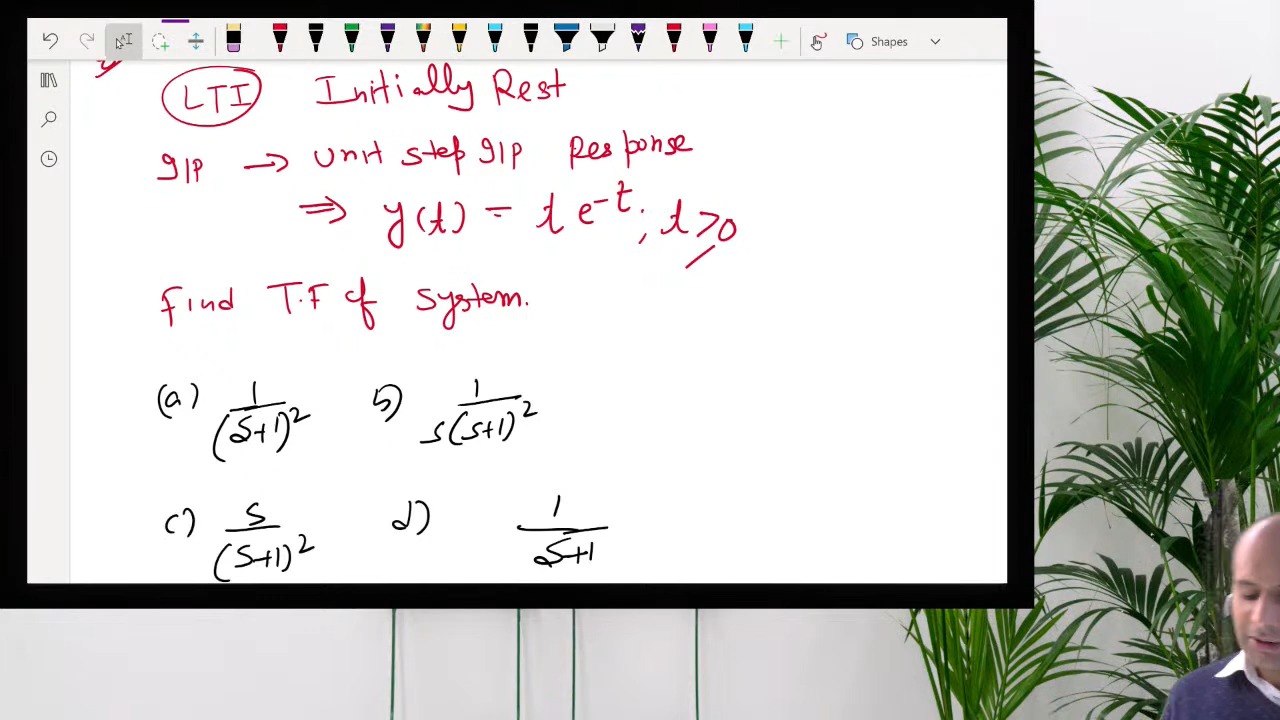 Shapes
LTI Initially Rest
I/P → Unit step I/P Response
⇒ y(t) = t e^-t ; t>0
Find T.F of system.
(a) 1/(S+1)^2 b) 1/s(s+1)^2
c) S/(S+1)^2 d) 1/S+1